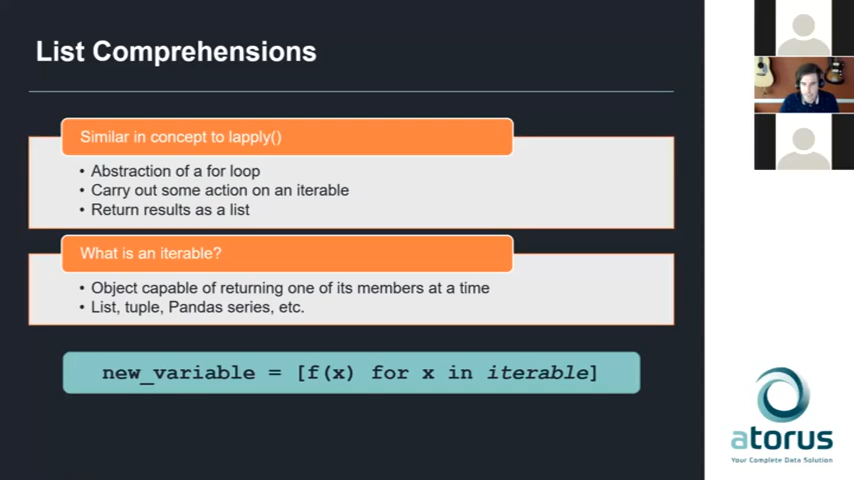 List Comprehensions
Similar in concept to lapply()
• Abstraction of a for loop
• Carry out some action on an iterable
• Return results as a list
What is an iterable?
• Object capable of returning one of its members at a time
• List, tuple, Pandas series, etc.
new_variable = [f(x) for x in iterable]
atorus
Your Complete Data Solution